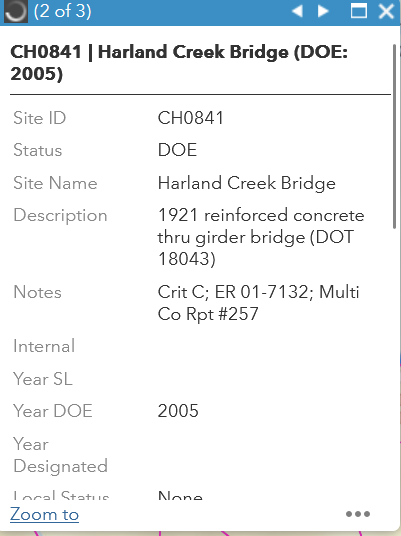 (2 of 3)
CH0841 | Harland Creek Bridge (DOE:
2005)
Site ID CH0841
Status DOE
Site Name Harland Creek Bridge
Description 1921 reinforced concrete
thru girder bridge (DOT
18043)
Notes Crit C; ER 01-7132; Multi
Co Rpt #257
Internal
Year SL
Year DOE 2005
Year
Designated
Local Status None
Zoom to